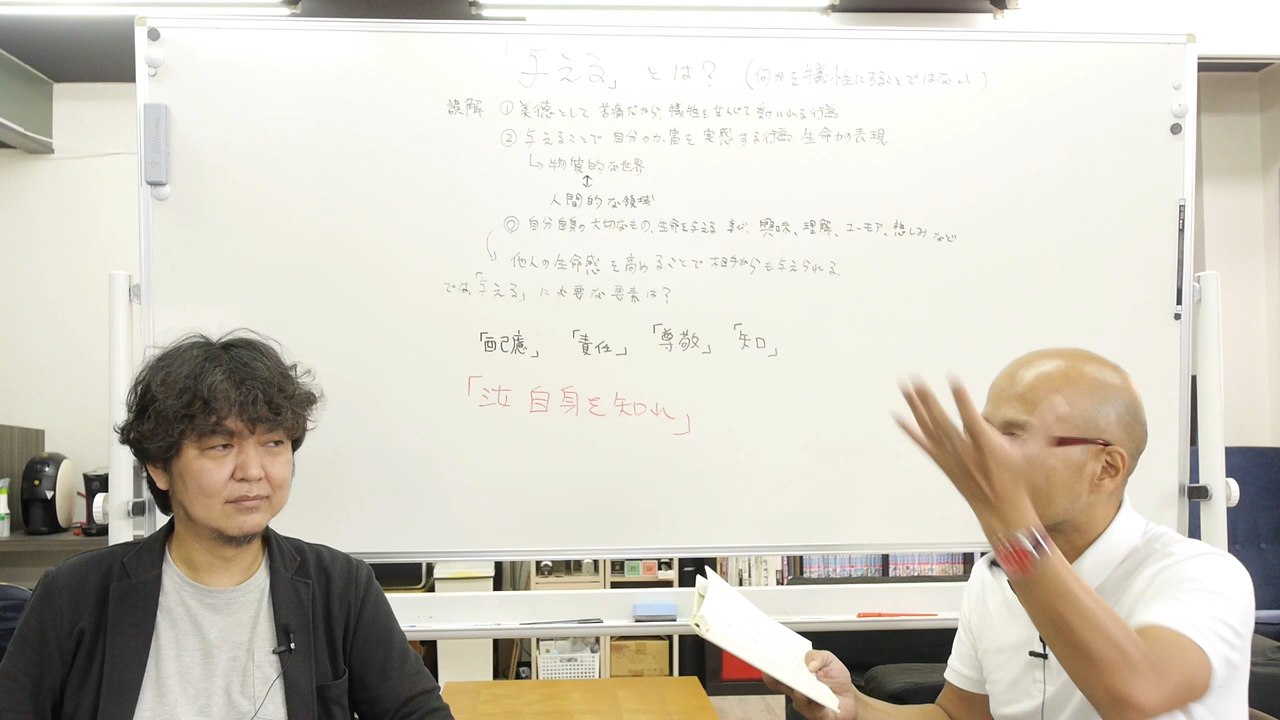 「与える」とは？（何かを犠牲にすることではない）
誤解 ① 美徳として 苦痛だから、犠牲を甘んじて受け入れる行為
② 与えることで 自分の力、富を実感する行為、生命力の表現
↳ 物質的な世界
↕
人間的な領域
◎ 自分自身の大切なもの、生命を与える 喜び、興味、理解、ユーモア、悲しみなど
他人の生命感を高めることで相手からも与えられる
では「与える」に必要な要素は？
「配慮」 「責任」 「尊敬」 「知」
「汝自身を知れ」